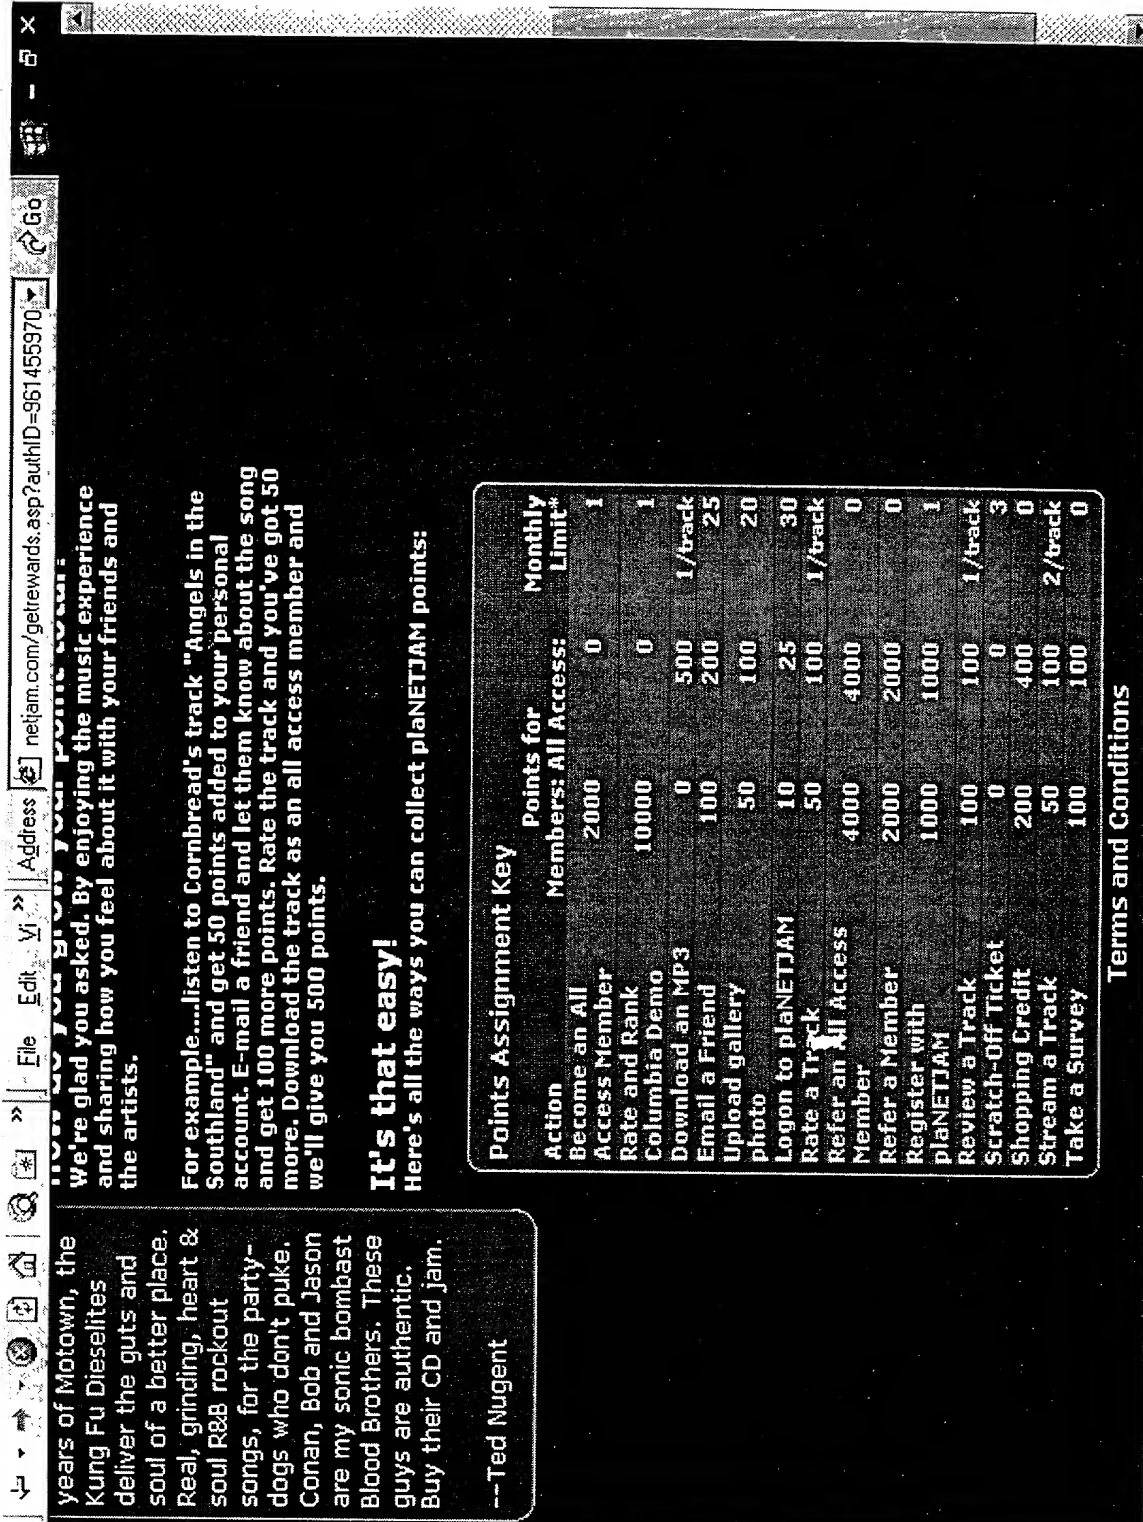 File Edit Vi » Address netjam.com/getrewards.asp?authID=961455970 Go
years of Motown, the
Kung Fu Dieselites
deliver the guts and
soul of a better place.
Real, grinding, heart &
soul R&B rockout
songs, for the party-
dogs who don't puke.
Conan, Bob and Jason
are my sonic bombast
Blood Brothers. These
guys are authentic.
Buy their CD and jam.
--Ted Nugent
How do you grow your point total?
We're glad you asked. By enjoying the music experience
and sharing how you feel about it with your friends and
the artists.
For example....listen to Cornbread's track "Angels in the
Southland" and get 50 points added to your personal
account. E-mail a friend and let them know about the song
and get 100 more points. Rate the track and you've got 50
more. Download the track as an all access member and
we'll give you 500 points.
It's that easy!
Here's all the ways you can collect plaNETJAM points:
Points Assignment Key
Points for Monthly
Action Members: All Access: Limit*
Become an All
Access Member 2000 0 1
Rate and Rank
Columbia Demo 10000 0 1
Download an MP3 0 500 1/track
Email a Friend 100 200 25
Upload gallery
photo 50 100 20
Logon to plaNETJAM 10 25 30
Rate a Track 50 100 1/track
Refer an All Access
Member 4000 4000 0
Refer a Member 2000 2000 0
Register with
plaNETJAM 1000 1000 1
Review a Track 100 100 1/track
Scratch-Off Ticket 0 0 3
Shopping Credit 200 400 0
Stream a Track 50 100 2/track
Take a Survey 100 100 0
Terms and Conditions